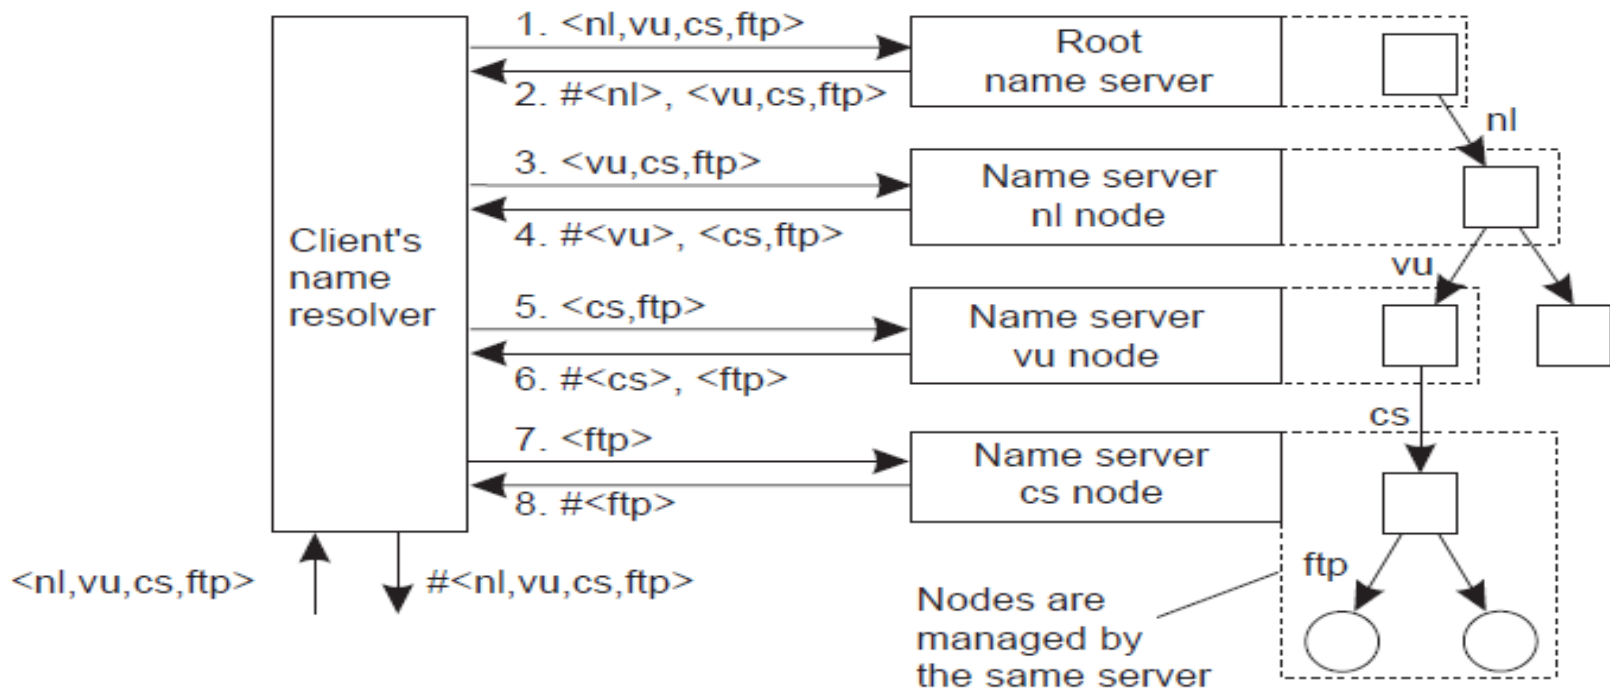 1. <nl,vu,cs,ftp>
Root
name server
2. #<nl>, <vu,cs,ftp>
nl
3. <vu,cs,ftp>
Name server
nl node
4. #<vu>, <cs,ftp>
Client's
name
resolver
vu
5. <cs,ftp>
Name server
vu node
6. #<cs>, <ftp>
cs
7. <ftp>
Name server
cs node
8. #<ftp>
<nl,vu,cs,ftp>
#<nl,vu,cs,ftp>
ftp
Nodes are
managed by
the same server